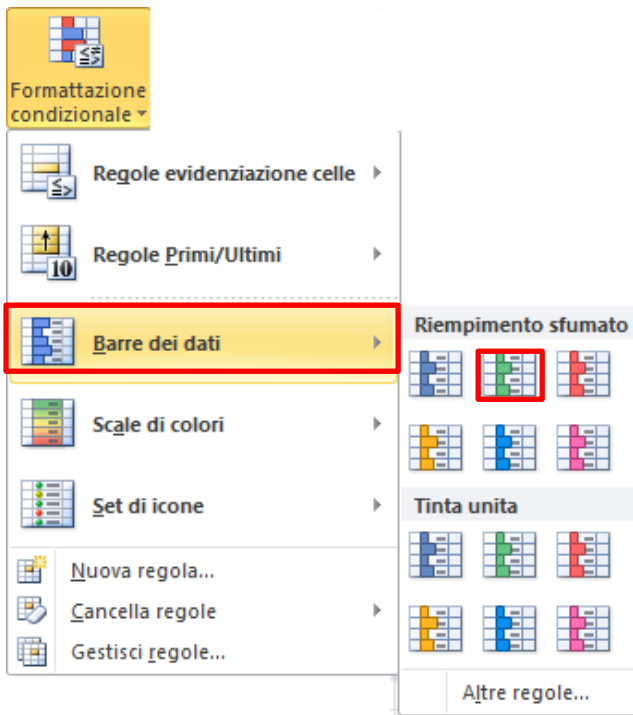 Formattazione
condizionale
Regole evidenziazione celle
10
Regole Primi/Ultimi
Barre dei dati
Scale di colori
Set di icone
Nuova regola...
Cancella regole
Gestisci regole...
Riempimento sfumato
Tinta unita
Altre regole...